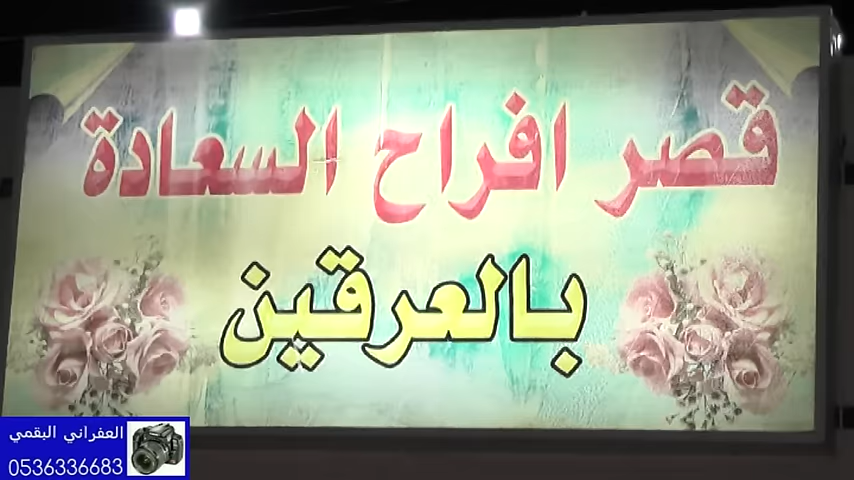 قصر افراح السعادة
بالعرقين
العفراني البقمي
0536336683